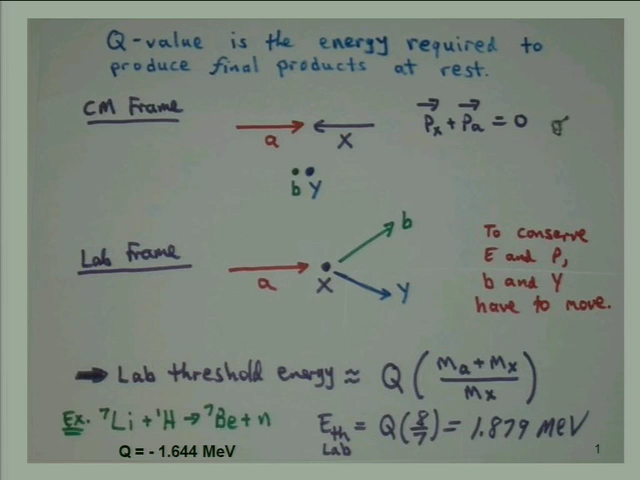 Q-value is the energy required to
produce final products at rest.
CM Frame
a
X
P⃗x + P⃗a = 0
b Y
Lab Frame
a
X
b
Y
To conserve
E and P,
b and Y
have to move.
➡ Lab threshold energy ≈ Q ( (Ma + Mx) / Mx )
Ex. ⁷Li + ¹H → ⁷Be + n
Eth Lab = Q(8/7) = 1.879 MeV
Q = - 1.644 MeV
1